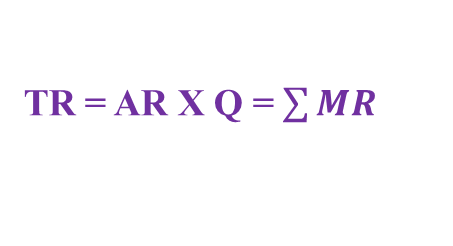 TR = AR X Q = ∑ MR